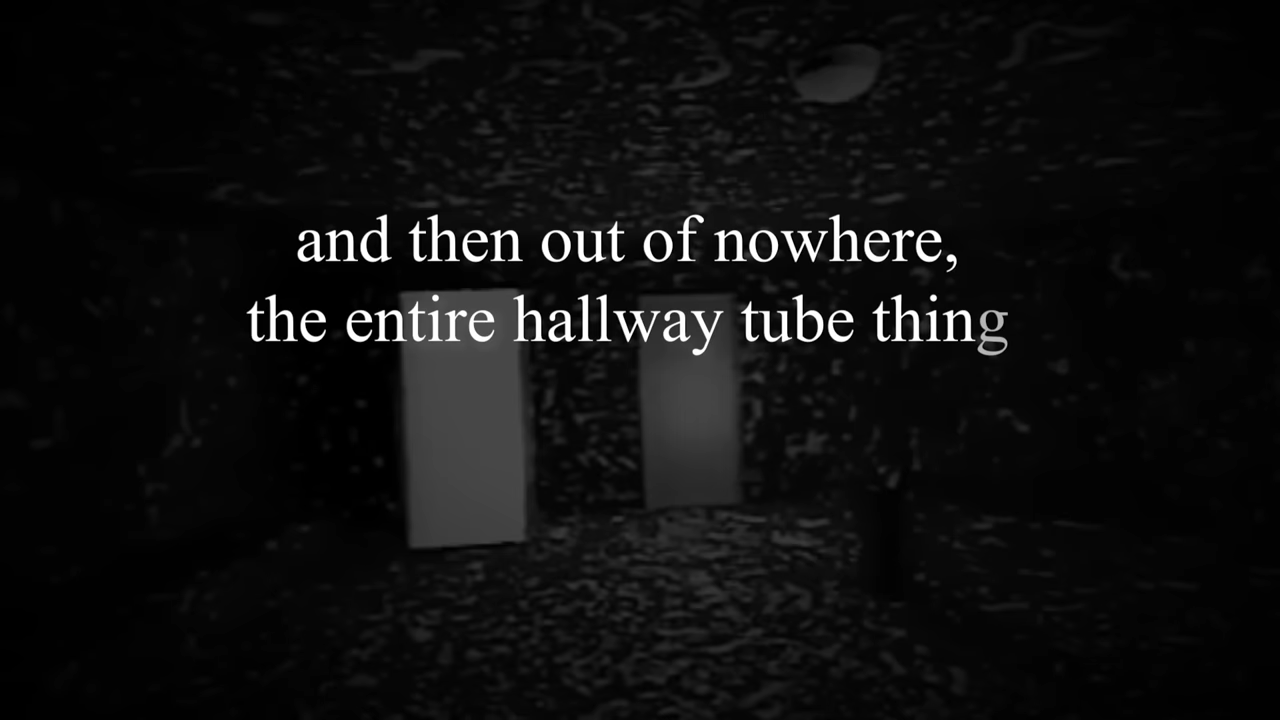 and then out of nowhere,
the entire hallway tube thing